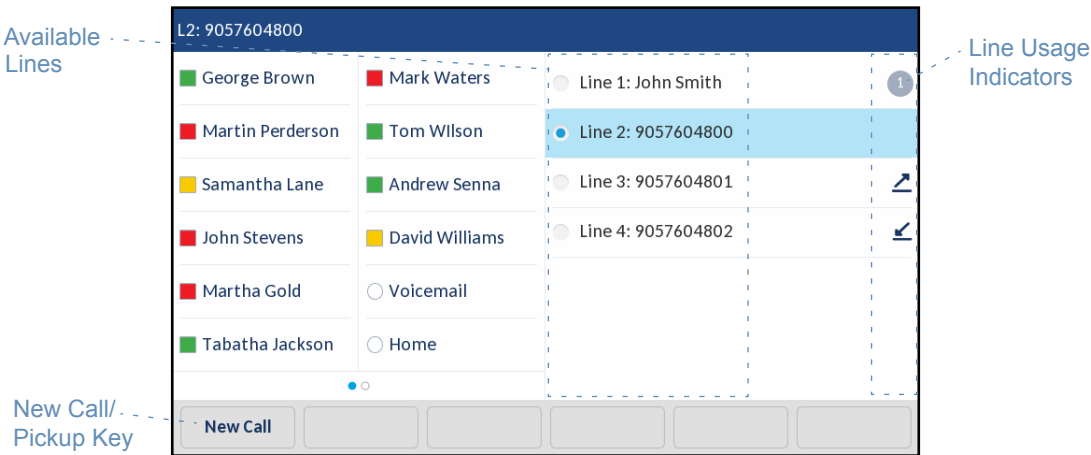 L2: 9057604800
Available
Lines
Line Usage
Indicators
George Brown
Mark Waters
Martin Perderson
Tom WIlson
Samantha Lane
Andrew Senna
John Stevens
David Williams
Martha Gold
Voicemail
Tabatha Jackson
Home
Line 1: John Smith
1
Line 2: 9057604800
Line 3: 9057604801
Line 4: 9057604802
New Call/
Pickup Key
New Call